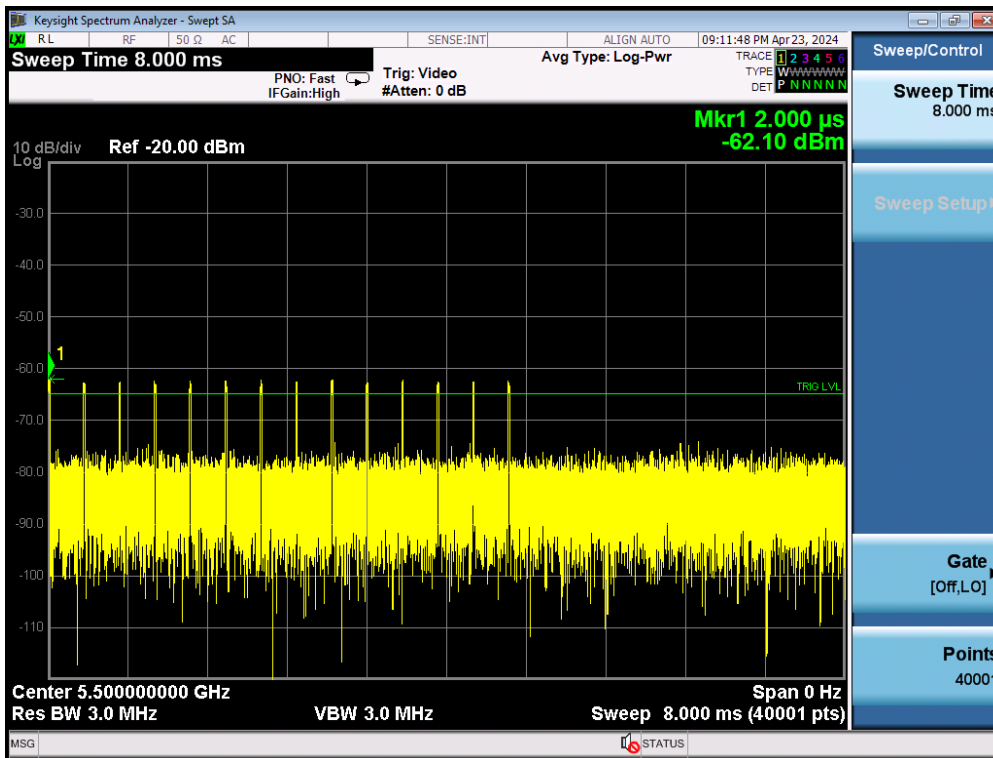 Keysight Spectrum Analyzer - Swept SA
LXI RL RF 50 Ω AC SENSE:INT ALIGN AUTO 09:11:48 PM Apr 23, 2024
Sweep Time 8.000 ms
PNO: Fast
IFGain:High
Trig: Video
#Atten: 0 dB
Avg Type: Log-Pwr
TRACE 1 2 3 4 5 6
TYPE WWWWWW
DET P N N N N N
Mkr1 2.000 µs
-62.10 dBm
10 dB/div Ref -20.00 dBm
Log
-30.0
-40.0
-50.0
1
-60.0
TRIG LVL
-70.0
-80.0
-90.0
-100
-110
Center 5.500000000 GHz Span 0 Hz
Res BW 3.0 MHz VBW 3.0 MHz Sweep 8.000 ms (40001 pts)
MSG STATUS
Sweep/Control
Sweep Time
8.000 ms
Sweep Setup
Gate
[Off,LO]
Points
40001